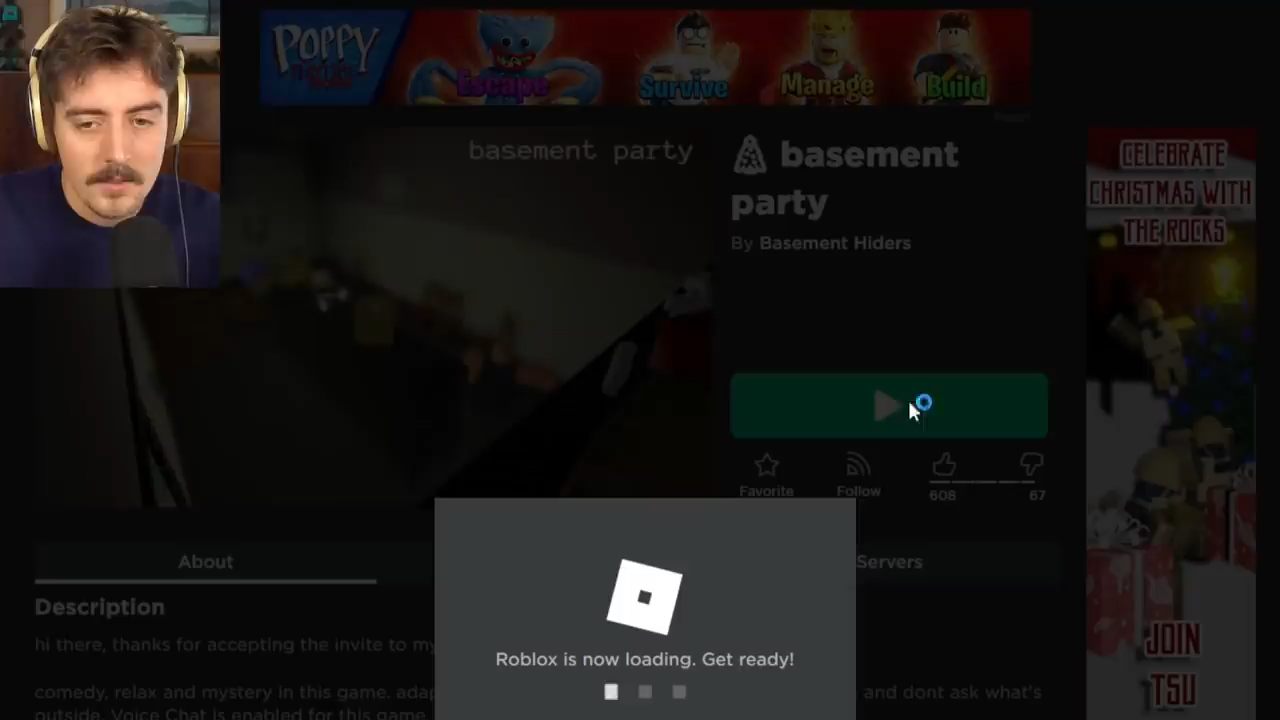 POPPY
Escape
Survive
Manage
Build
basement party
basement
party
By Basement Hiders
CELEBRATE
CHRISTMAS WITH
THE ROCKS
Favorite
Follow
608
67
About
Servers
Description
hi there, thanks for accepting the invite to my
Roblox is now loading. Get ready!
comedy, relax and mystery in this game. and dont ask what's
outside. Voice Chat is enabled for this game
JOIN
TSU